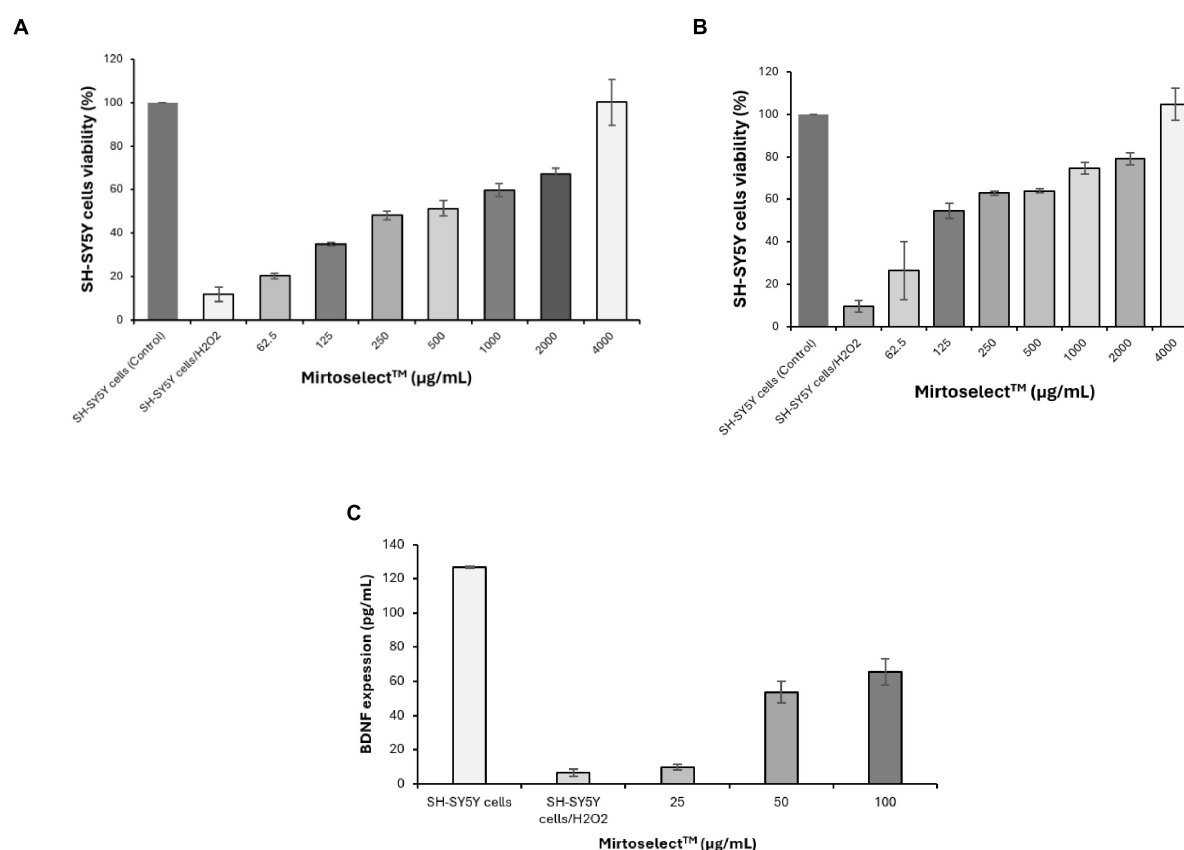 A
SH-SY5Y cells viability (%)
120
100
80
60
40
20
0
SH-SY5Y cells (Control)
SH-SY5Y cells/H2O2
62.5
125
250
500
1000
2000
4000
Mirtoselect™ (µg/mL)
B
SH-SY5Y cells viability (%)
120
100
80
60
40
20
0
SH-SY5Y cells (Control)
SH-SY5Y cells/H2O2
62.5
125
250
500
1000
2000
4000
Mirtoselect™ (µg/mL)
C
BDNF expession (pg/mL)
140
120
100
80
60
40
20
0
SH-SY5Y cells
SH-SY5Y
cells/H2O2
25
50
100
Mirtoselect™ (µg/mL)